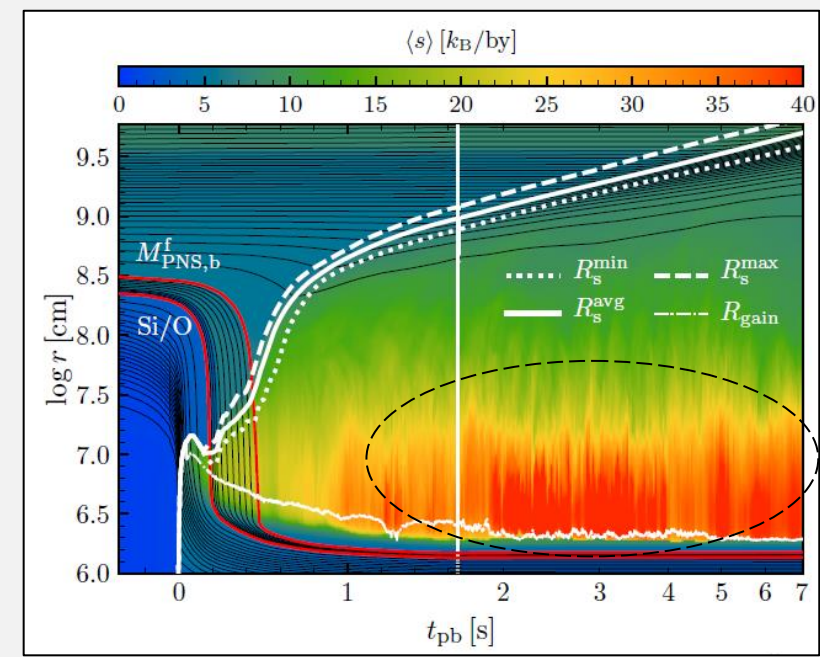 ⟨s⟩ [k_B/by]
0 5 10 15 20 25 30 35 40
9.5
9.0
8.5
8.0
7.5
7.0
6.5
6.0
log r [cm]
M^f_PNS,b
Si/O
R_s^min R_s^max
R_s^avg R_gain
0 1 2 3 4 5 6 7
t_pb [s]